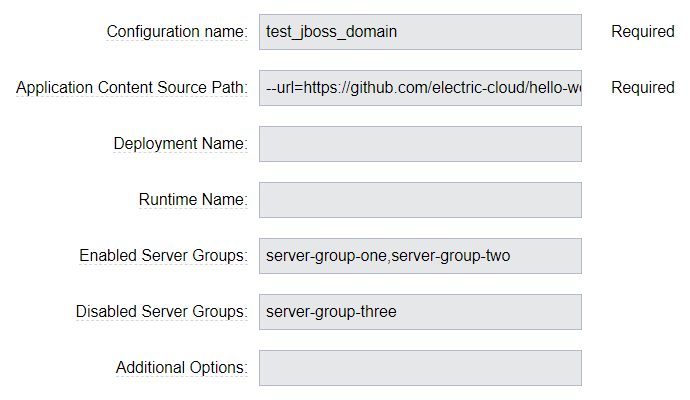 Configuration name: test_jboss_domain Required
Application Content Source Path: --url=https://github.com/electric-cloud/hello- Required
Deployment Name:
Runtime Name:
Enabled Server Groups: server-group-one,server-group-two
Disabled Server Groups: server-group-three
Additional Options: